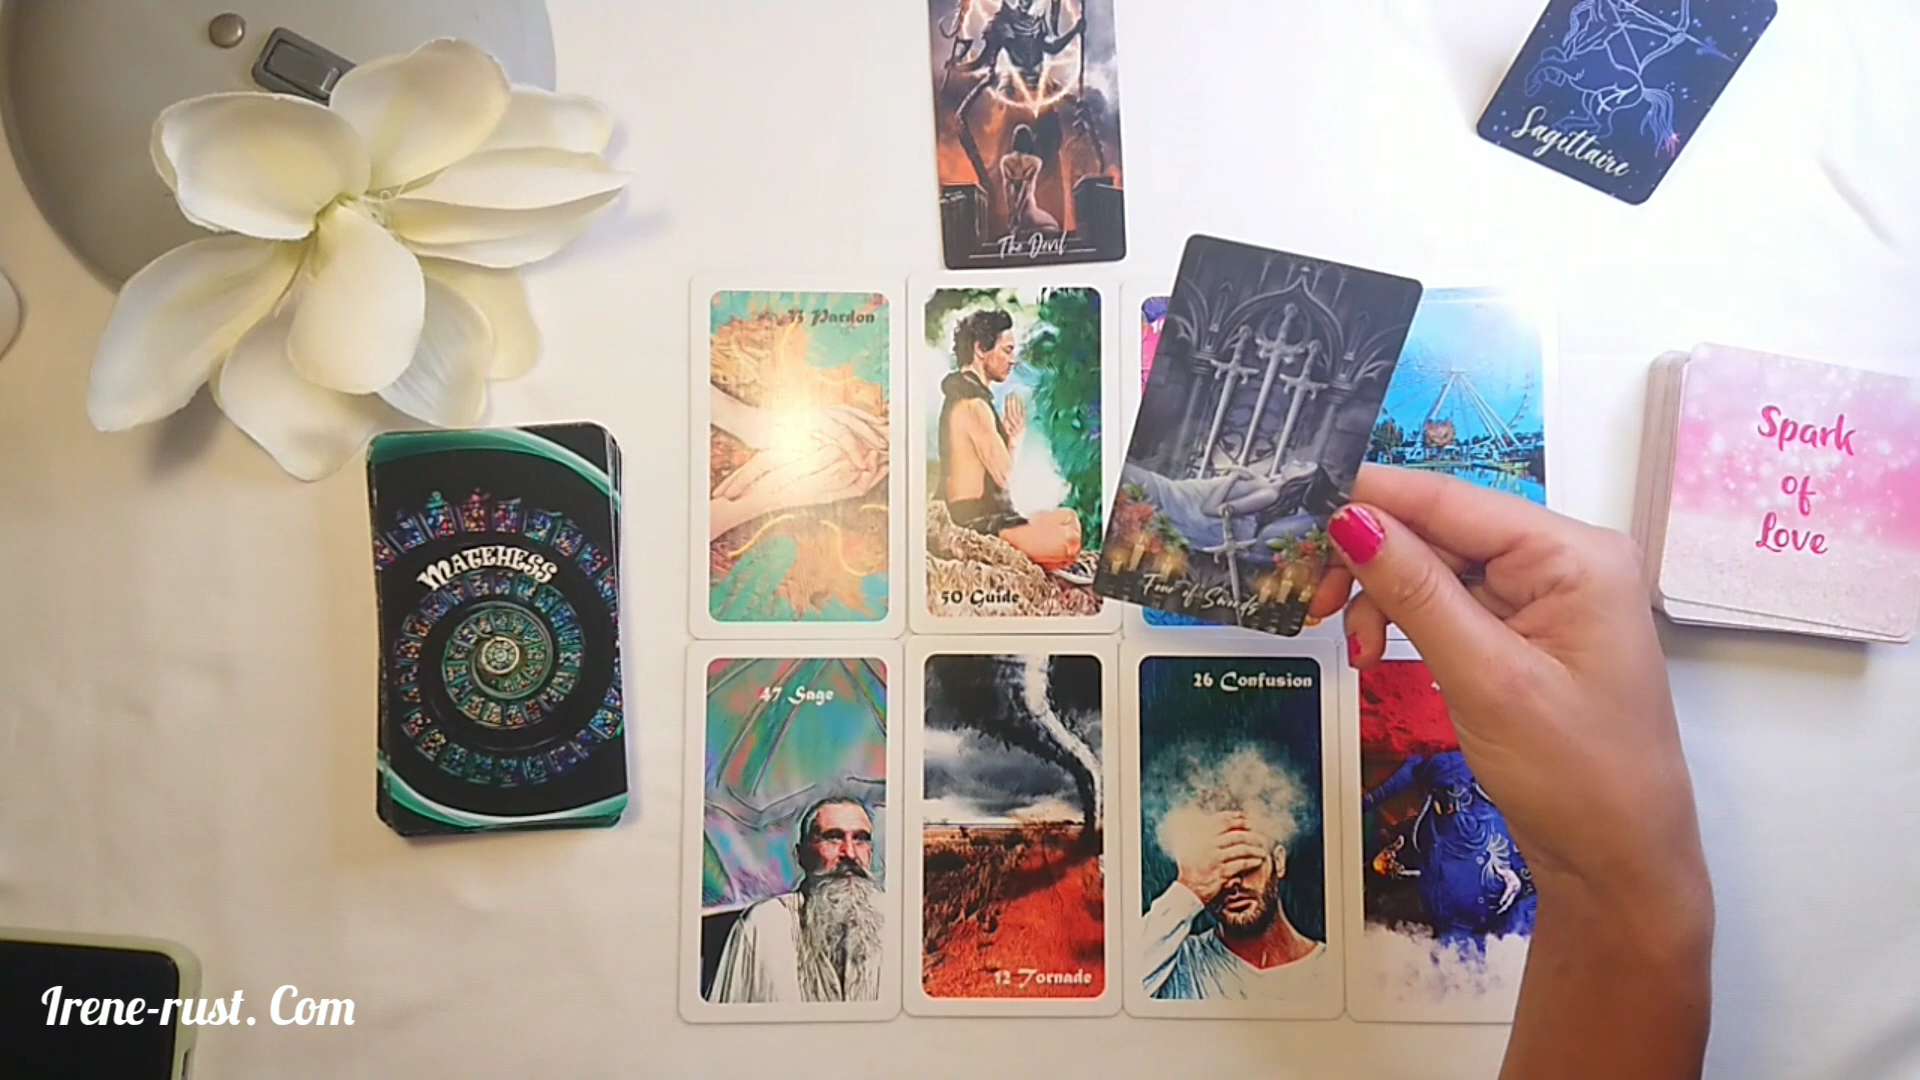 The Devil
Sagittaire
33 Pardon
50 Guide
Four of Swords
Spark
of
Love
MATEHESS
47 Sage
12 Tornade
26 Confusion
Irene-rust. Com